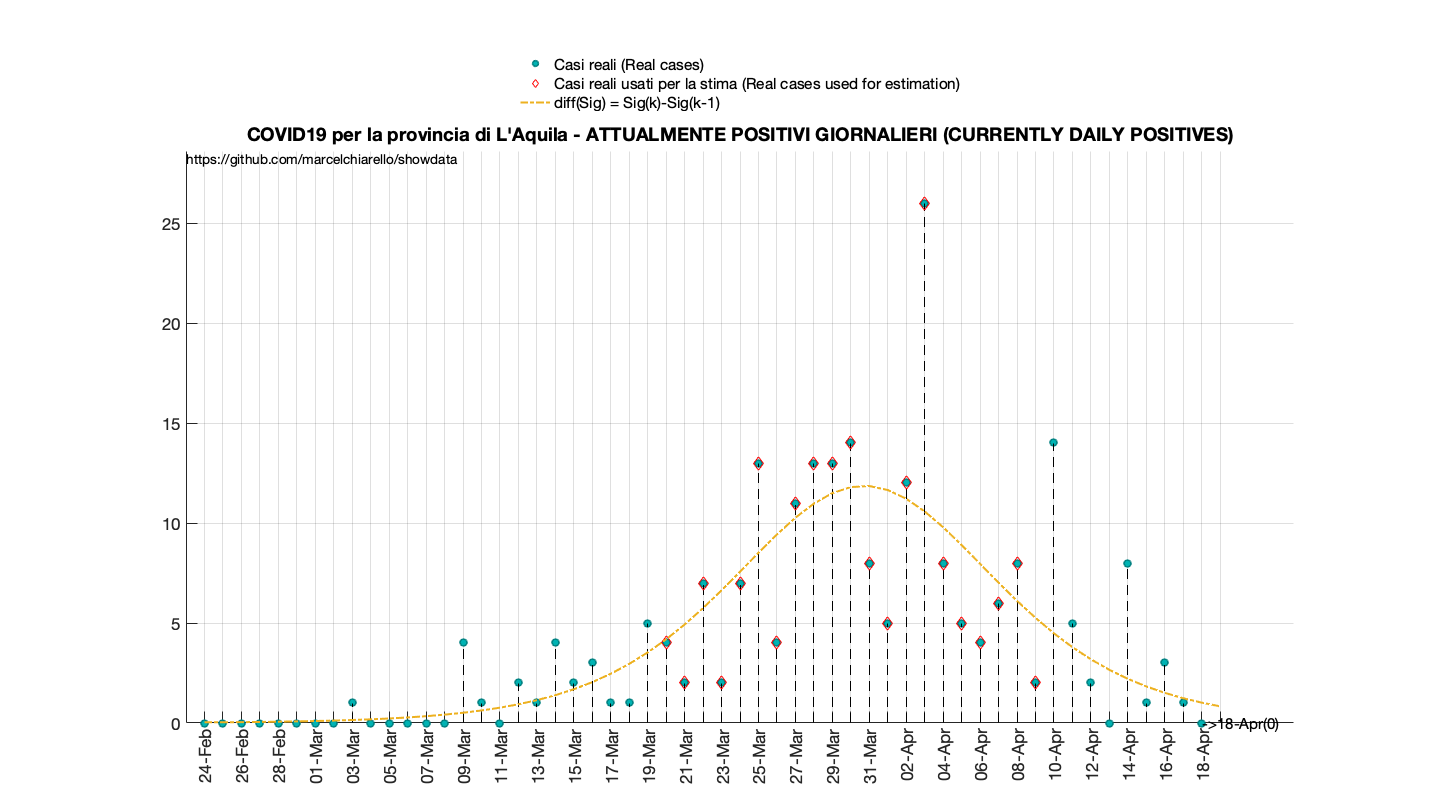 Casi reali (Real cases)
Casi reali usati per la stima (Real cases used for estimation)
diff(Sig) = Sig(k)-Sig(k-1)
COVID19 per la provincia di L'Aquila - ATTUALMENTE POSITIVI GIORNALIERI (CURRENTLY DAILY POSITIVES)
https://github.com/marcelchiarello/showdata
25
20
15
10
5
0
->18-Apr(0)
24-Feb
26-Feb
28-Feb
01-Mar
03-Mar
05-Mar
07-Mar
09-Mar
11-Mar
13-Mar
15-Mar
17-Mar
19-Mar
21-Mar
23-Mar
25-Mar
27-Mar
29-Mar
31-Mar
02-Apr
04-Apr
06-Apr
08-Apr
10-Apr
12-Apr
14-Apr
16-Apr
18-Apr